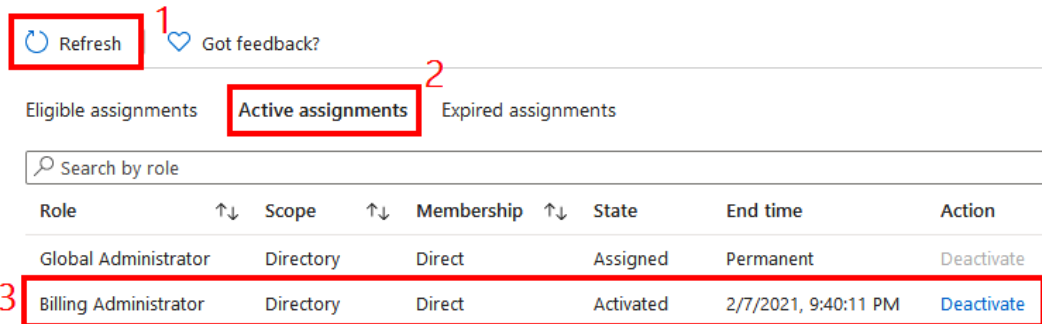 1
Refresh
Got feedback?
2
Eligible assignments Active assignments Expired assignments
Search by role
Role ↑↓ Scope ↑↓ Membership ↑↓ State End time Action
Global Administrator Directory Direct Assigned Permanent Deactivate
3 Billing Administrator Directory Direct Activated 2/7/2021, 9:40:11 PM Deactivate